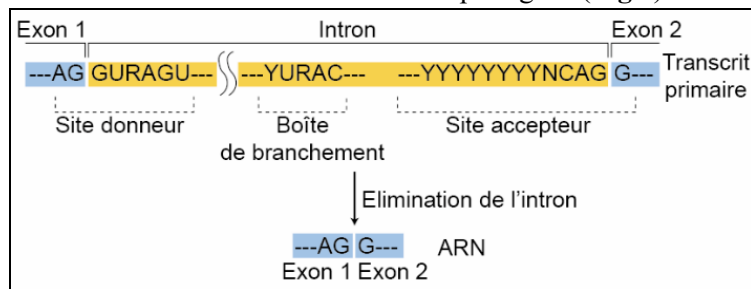 Exon 1 Intron Exon 2
---AG GURAGU--- ---YURAC--- ---YYYYYYYYNCAG G--- Transcrit
primaire
Site donneur Boîte Site accepteur
de branchement
Elimination de l'intron
---AG G--- ARN
Exon 1 Exon 2